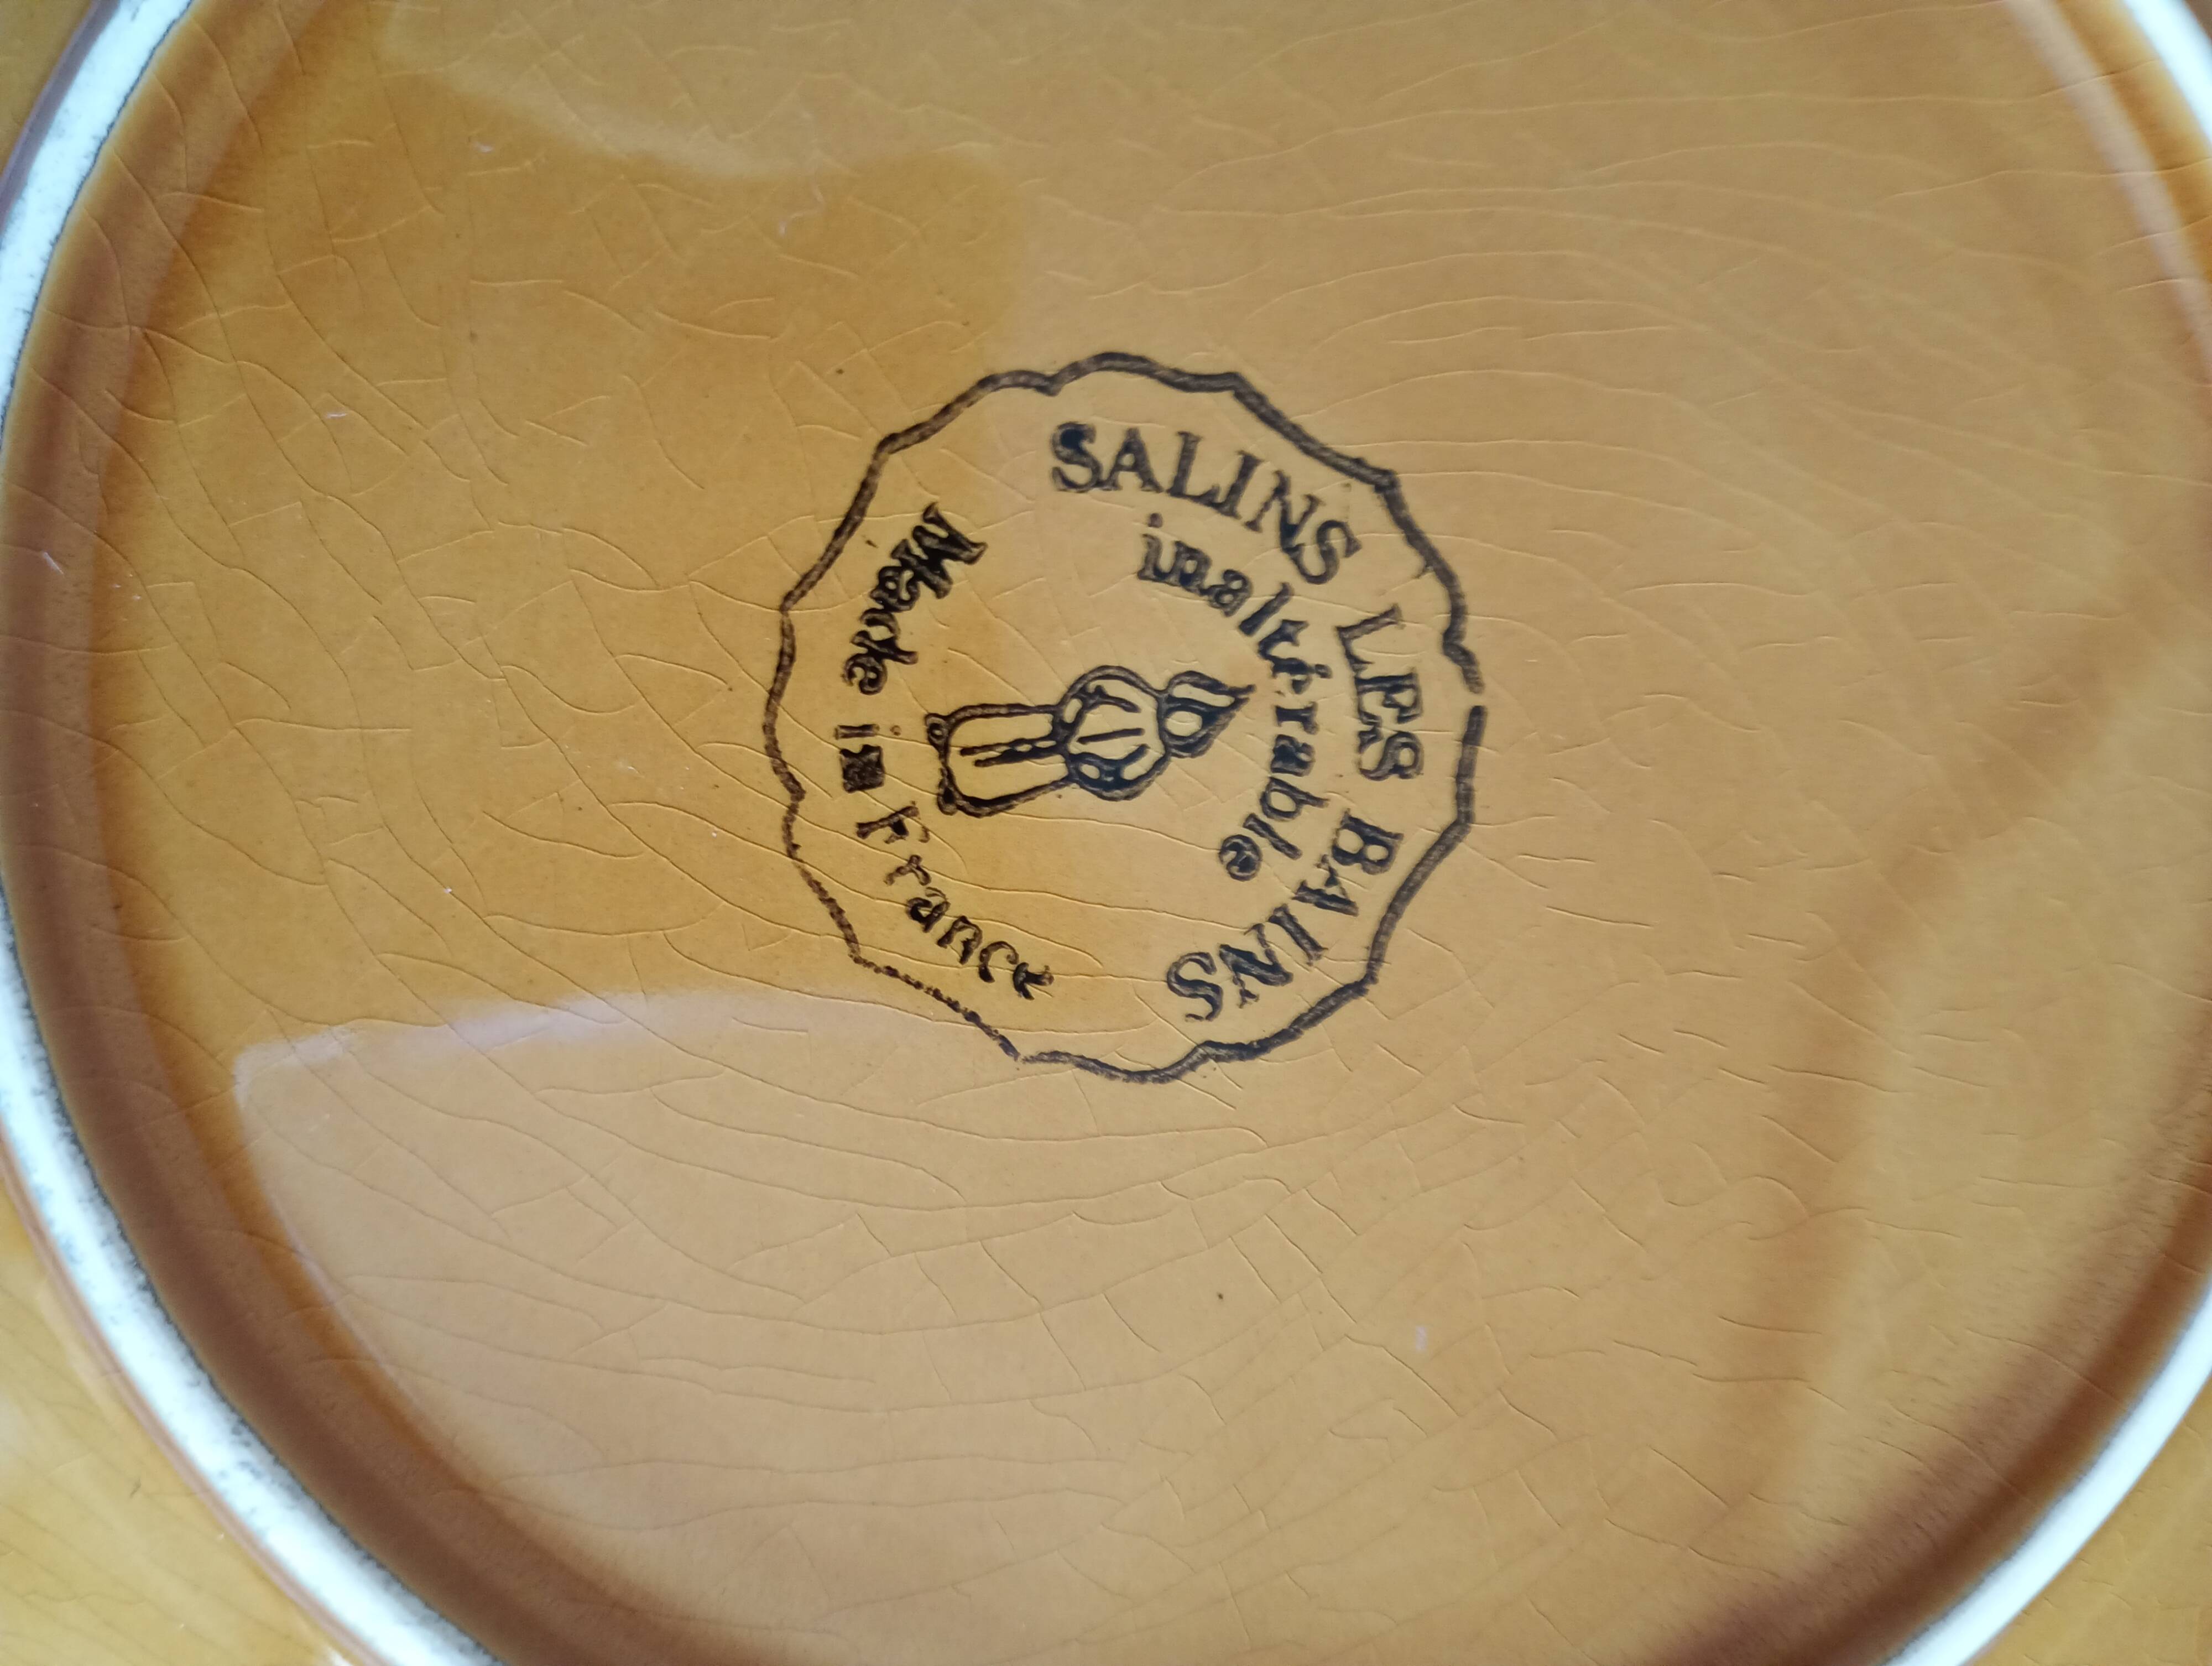 SALINS LES BAINS
inaltérable
Made in France